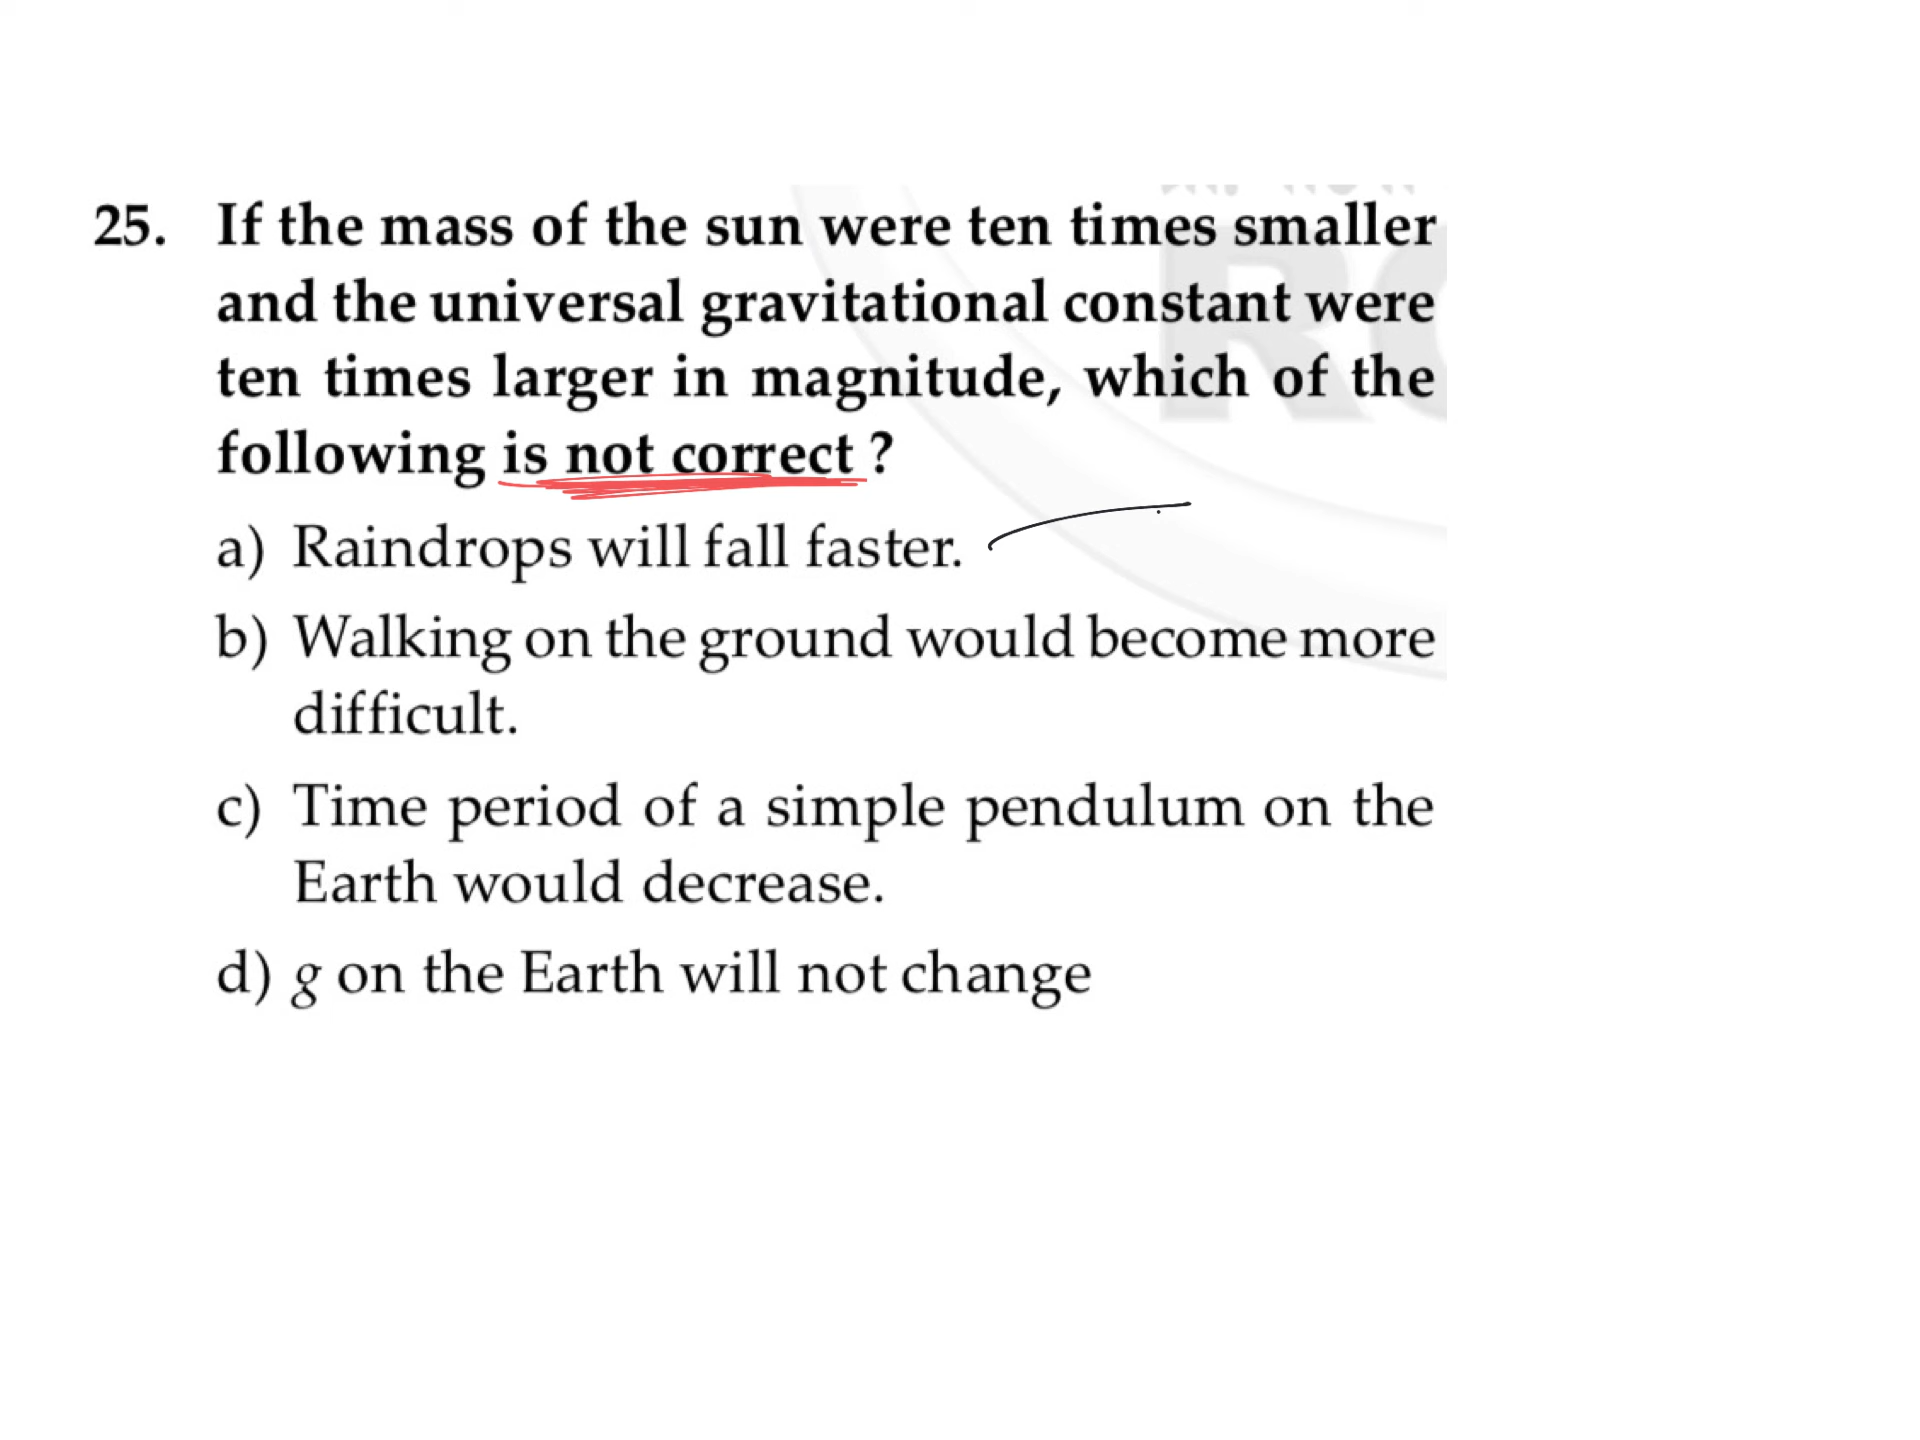 25. If the mass of the sun were ten times smaller
and the universal gravitational constant were
ten times larger in magnitude, which of the
following is not correct ?
a) Raindrops will fall faster.
b) Walking on the ground would become more
difficult.
c) Time period of a simple pendulum on the
Earth would decrease.
d) g on the Earth will not change